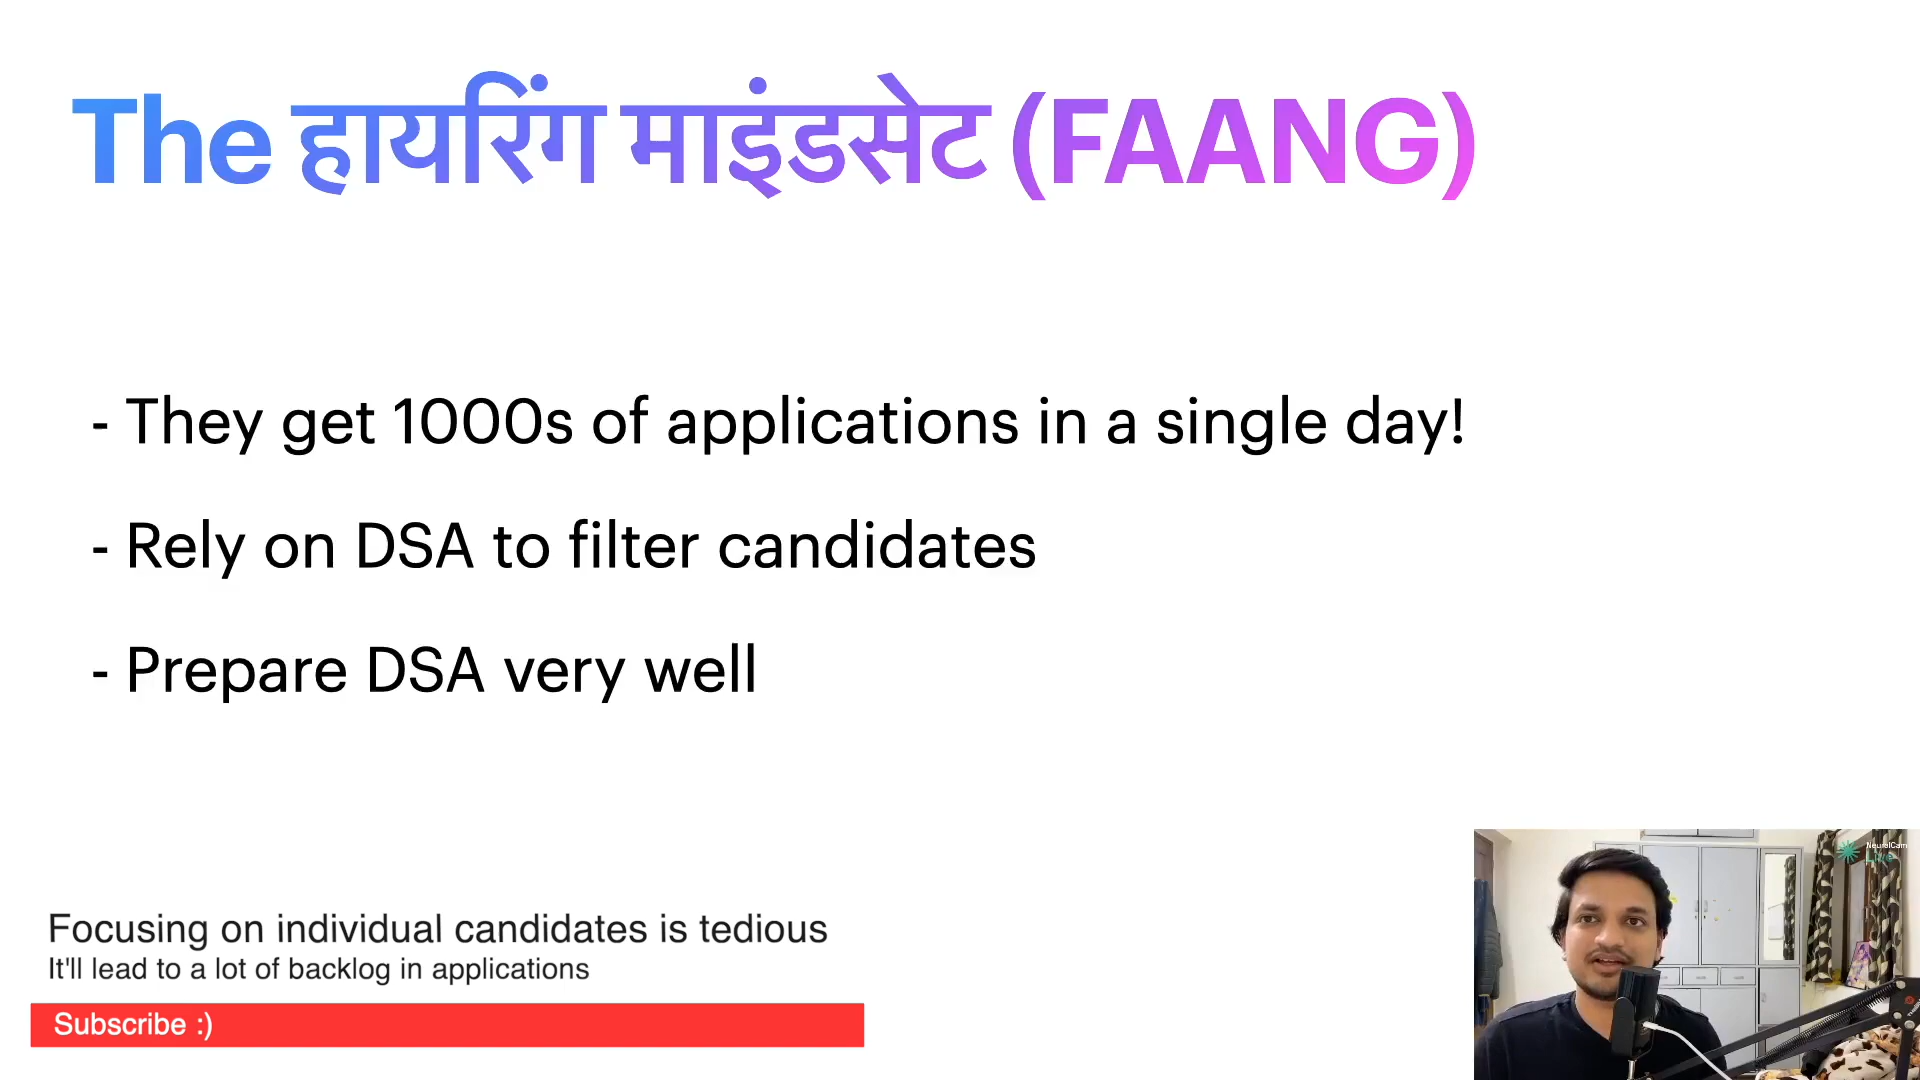 The हायरिंग माइंडसेट (FAANG)
- They get 1000s of applications in a single day!
- Rely on DSA to filter candidates
- Prepare DSA very well
Focusing on individual candidates is tedious
It'll lead to a lot of backlog in applications
Subscribe :)
NeuralCam
Live